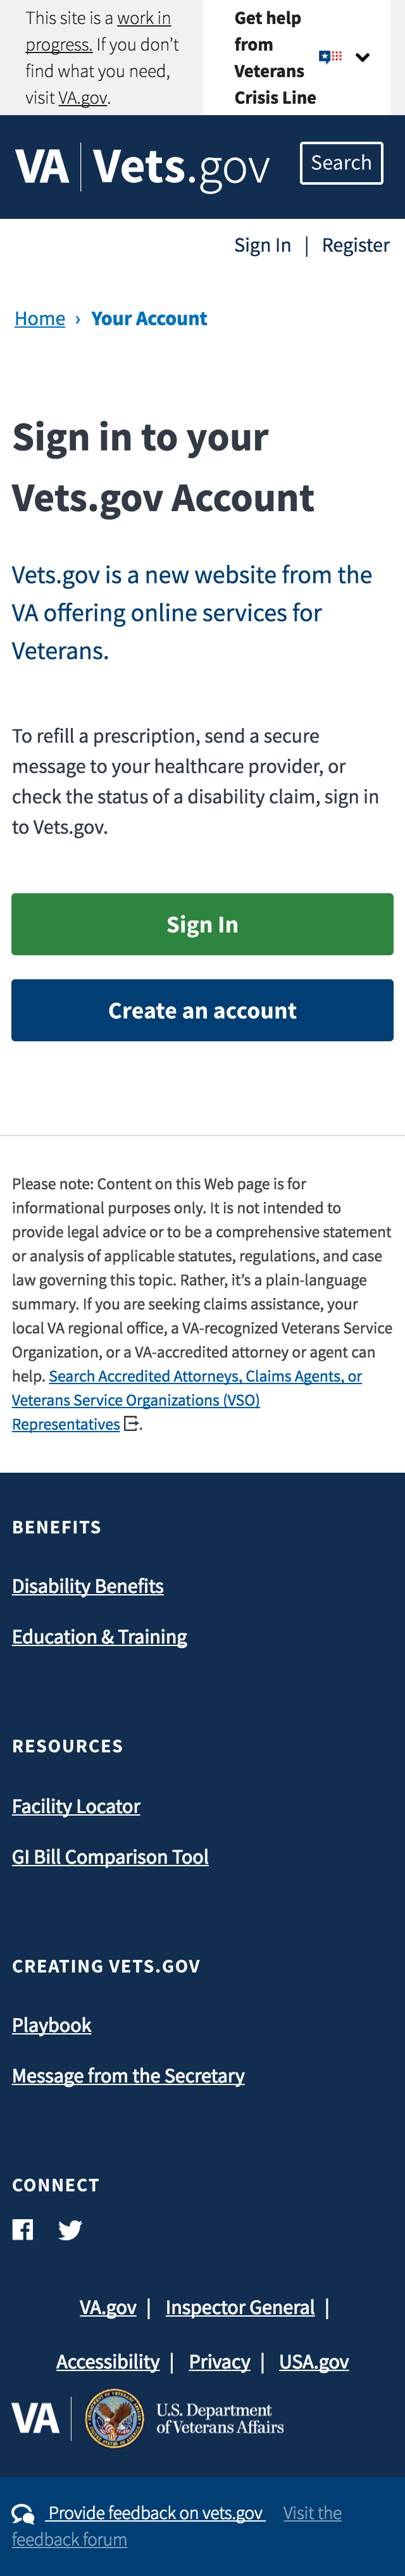 This site is a work in
progress. If you don’t
find what you need,
visit VA.gov.
Get help
from
Veterans
Crisis Line
VA | Vets.gov
Search
Sign In | Register
Home › Your Account
Sign in to your
Vets.gov Account
Vets.gov is a new website from the
VA offering online services for
Veterans.
To refill a prescription, send a secure
message to your healthcare provider, or
check the status of a disability claim, sign in
to Vets.gov.
Sign In
Create an account
Please note: Content on this Web page is for
informational purposes only. It is not intended to
provide legal advice or to be a comprehensive statement
or analysis of applicable statutes, regulations, and case
law governing this topic. Rather, it’s a plain-language
summary. If you are seeking claims assistance, your
local VA regional office, a VA-recognized Veterans Service
Organization, or a VA-accredited attorney or agent can
help. Search Accredited Attorneys, Claims Agents, or
Veterans Service Organizations (VSO)
Representatives.
BENEFITS
Disability Benefits
Education & Training
RESOURCES
Facility Locator
GI Bill Comparison Tool
CREATING VETS.GOV
Playbook
Message from the Secretary
CONNECT
VA.gov | Inspector General |
Accessibility | Privacy | USA.gov
VA | U.S. Department
of Veterans Affairs
Provide feedback on vets.gov Visit the
feedback forum